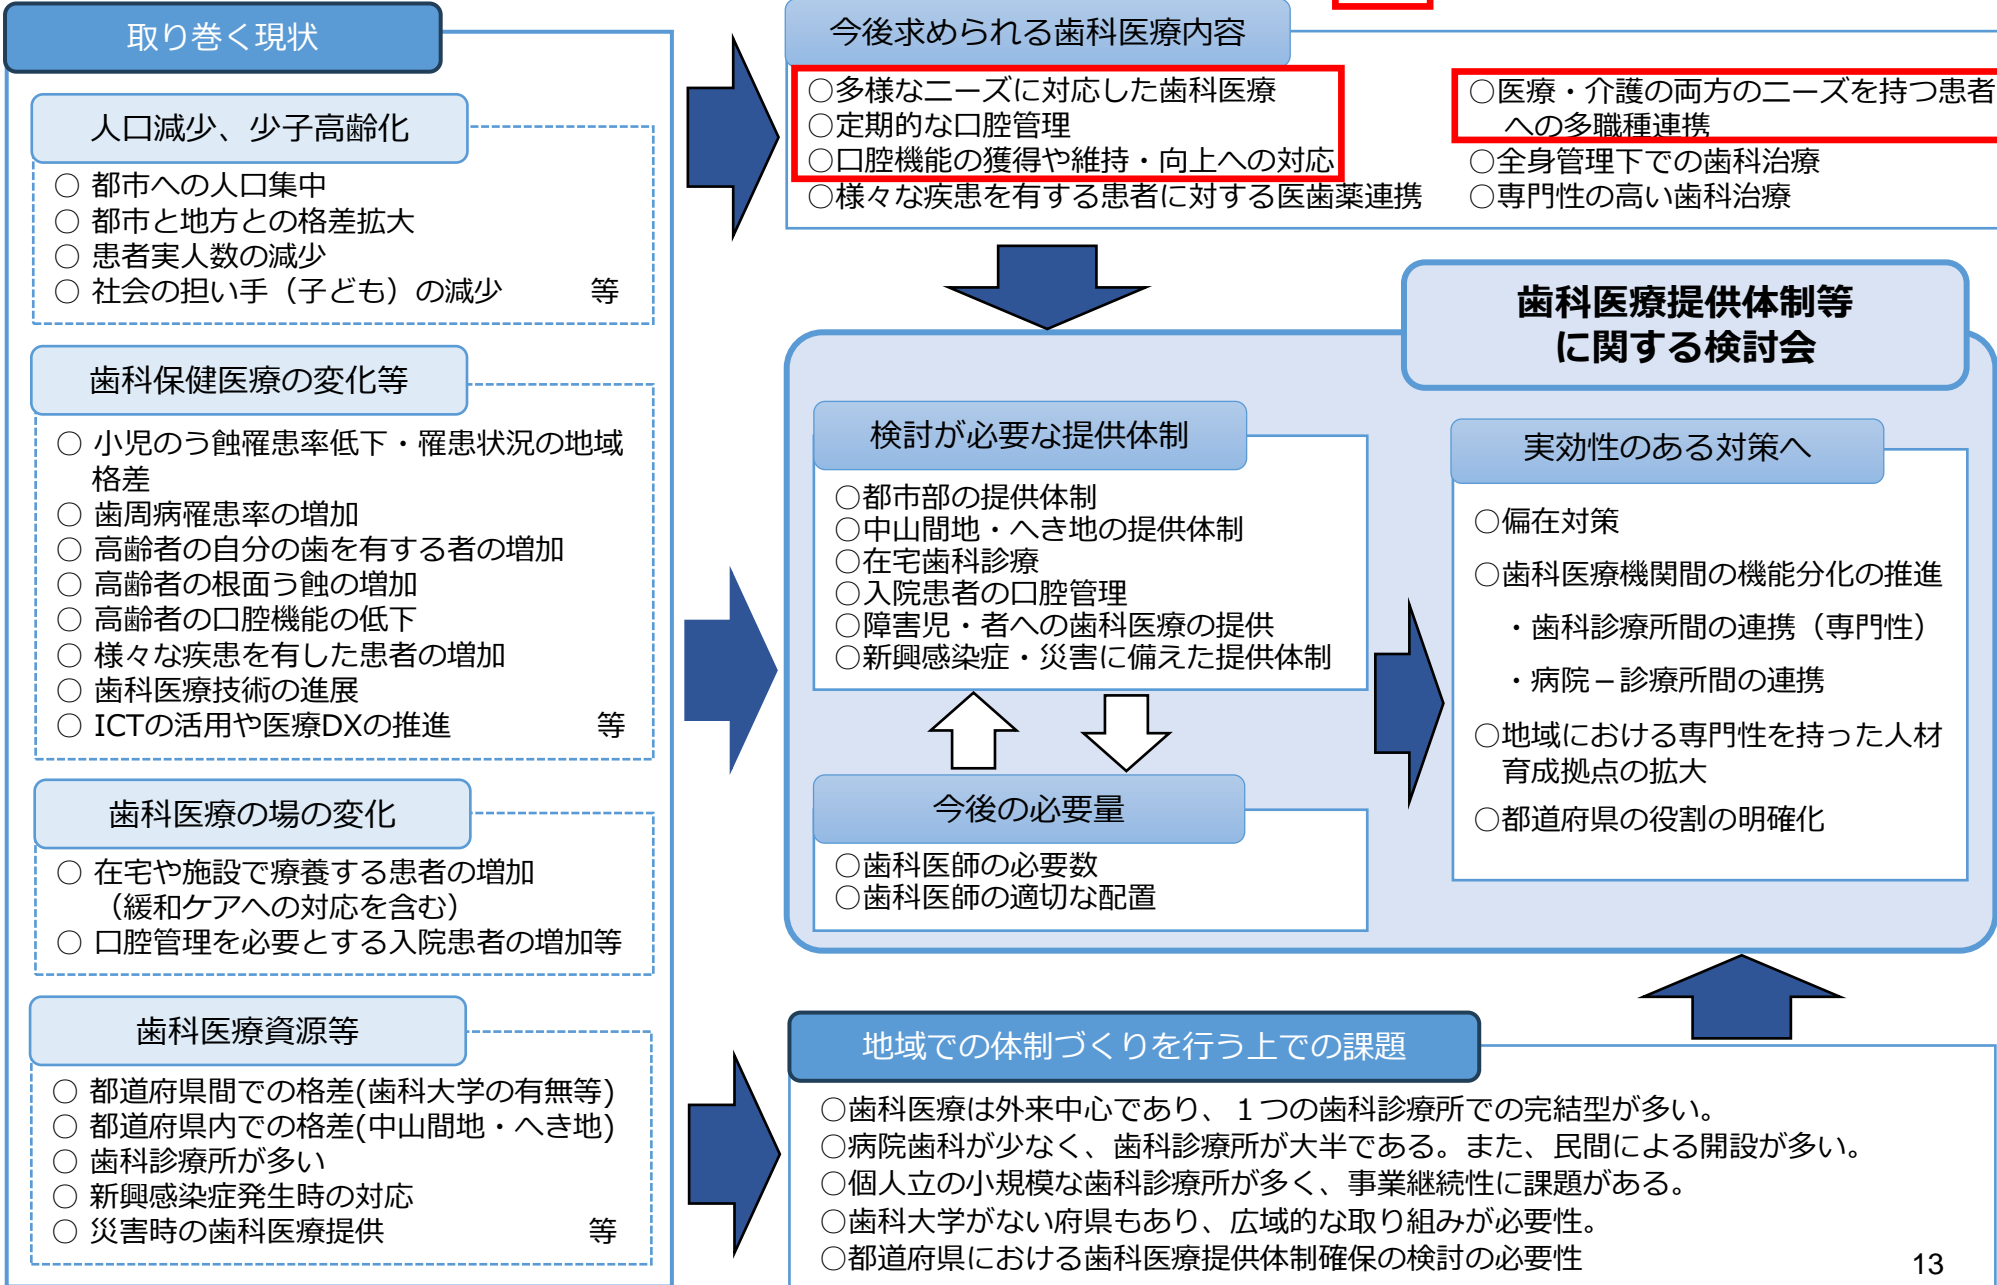 取り巻く現状
人口減少、少子高齢化
○ 都市への人口集中
○ 都市と地方との格差拡大
○ 患者実人数の減少
○ 社会の担い手（子ども）の減少　　　等
歯科保健医療の変化等
○ 小児のう蝕罹患率低下・罹患状況の地域
格差
○ 歯周病罹患率の増加
○ 高齢者の自分の歯を有する者の増加
○ 高齢者の根面う蝕の増加
○ 高齢者の口腔機能の低下
○ 様々な疾患を有した患者の増加
○ 歯科医療技術の進展
○ ICTの活用や医療DXの推進　　　　　等
歯科医療の場の変化
○ 在宅や施設で療養する患者の増加
（緩和ケアへの対応を含む）
○ 口腔管理を必要とする入院患者の増加等
歯科医療資源等
○ 都道府県間での格差(歯科大学の有無等)
○ 都道府県内での格差(中山間地・へき地)
○ 歯科診療所が多い
○ 新興感染症発生時の対応
○ 災害時の歯科医療提供　　　　　　　等
今後求められる歯科医療内容
○多様なニーズに対応した歯科医療
○定期的な口腔管理
○口腔機能の獲得や維持・向上への対応
○様々な疾患を有する患者に対する医歯薬連携
○医療・介護の両方のニーズを持つ患者
への多職種連携
○全身管理下での歯科治療
○専門性の高い歯科治療
歯科医療提供体制等
に関する検討会
検討が必要な提供体制
○都市部の提供体制
○中山間地・へき地の提供体制
○在宅歯科診療
○入院患者の口腔管理
○障害児・者への歯科医療の提供
○新興感染症・災害に備えた提供体制
今後の必要量
○歯科医師の必要数
○歯科医師の適切な配置
実効性のある対策へ
○偏在対策
○歯科医療機関間の機能分化の推進
・歯科診療所間の連携（専門性）
・病院－診療所間の連携
○地域における専門性を持った人材
育成拠点の拡大
○都道府県の役割の明確化
地域での体制づくりを行う上での課題
○歯科医療は外来中心であり、１つの歯科診療所での完結型が多い。
○病院歯科が少なく、歯科診療所が大半である。また、民間による開設が多い。
○個人立の小規模な歯科診療所が多く、事業継続性に課題がある。
○歯科大学がない府県もあり、広域的な取り組みが必要性。
○都道府県における歯科医療提供体制確保の検討の必要性
13